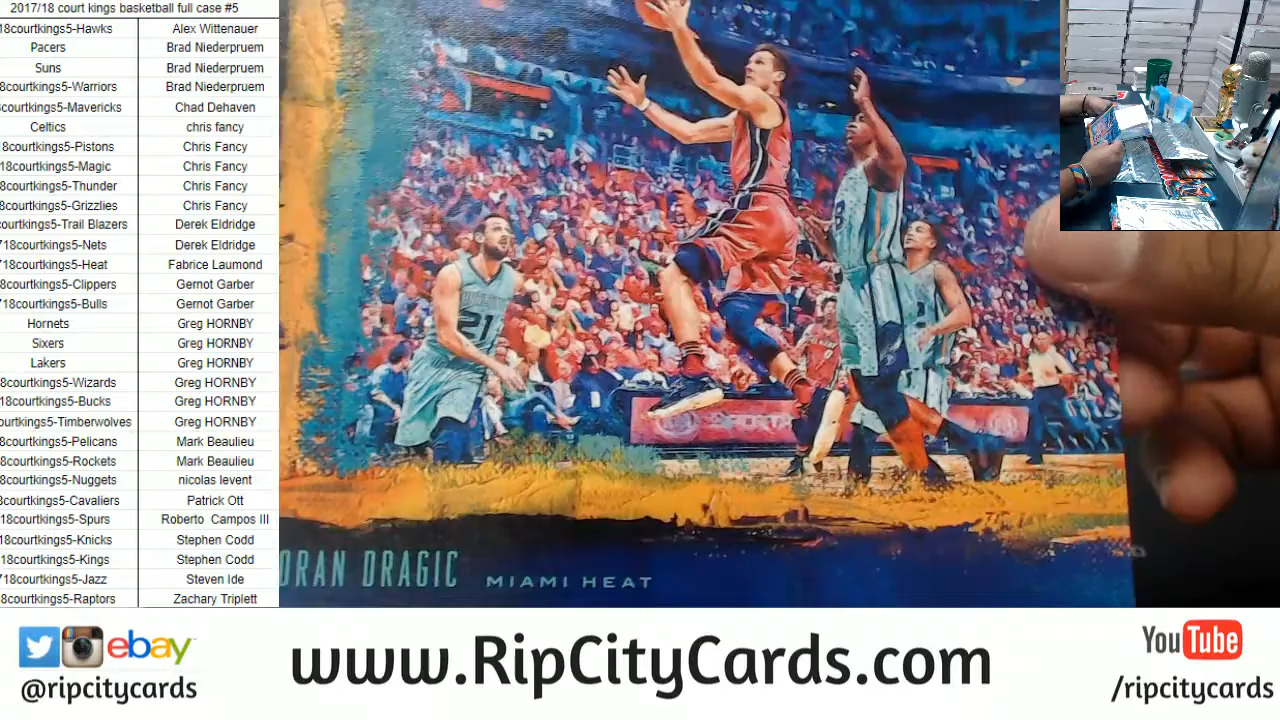 2017/18 court kings basketball full case #5
18courtkings5-Hawks Alex Wittenauer
Pacers Brad Niederpruem
Suns Brad Niederpruem
8courtkings5-Warriors Brad Niederpruem
courtkings5-Mavericks Chad Dehaven
Celtics chris fancy
8courtkings5-Pistons Chris Fancy
18courtkings5-Magic Chris Fancy
8courtkings5-Thunder Chris Fancy
8courtkings5-Grizzlies Chris Fancy
courtkings5-Trail Blazers Derek Eldridge
718courtkings5-Nets Derek Eldridge
718courtkings5-Heat Fabrice Laumond
8courtkings5-Clippers Gernot Garber
718courtkings5-Bulls Gernot Garber
Hornets Greg HORNBY
Sixers Greg HORNBY
Lakers Greg HORNBY
8courtkings5-Wizards Greg HORNBY
18courtkings5-Bucks Greg HORNBY
ourtkings5-Timberwolves Greg HORNBY
8courtkings5-Pelicans Mark Beaulieu
8courtkings5-Rockets Mark Beaulieu
8courtkings5-Nuggets nicolas levent
courtkings5-Cavaliers Patrick Ott
18courtkings5-Spurs Roberto Campos III
18courtkings5-Knicks Stephen Codd
18courtkings5-Kings Stephen Codd
718courtkings5-Jazz Steven Ide
8courtkings5-Raptors Zachary Triplett
21
ORAN DRAGIC MIAMI HEAT
ebay
@ripcitycards
www.RipCityCards.com
YouTube
/ripcitycards